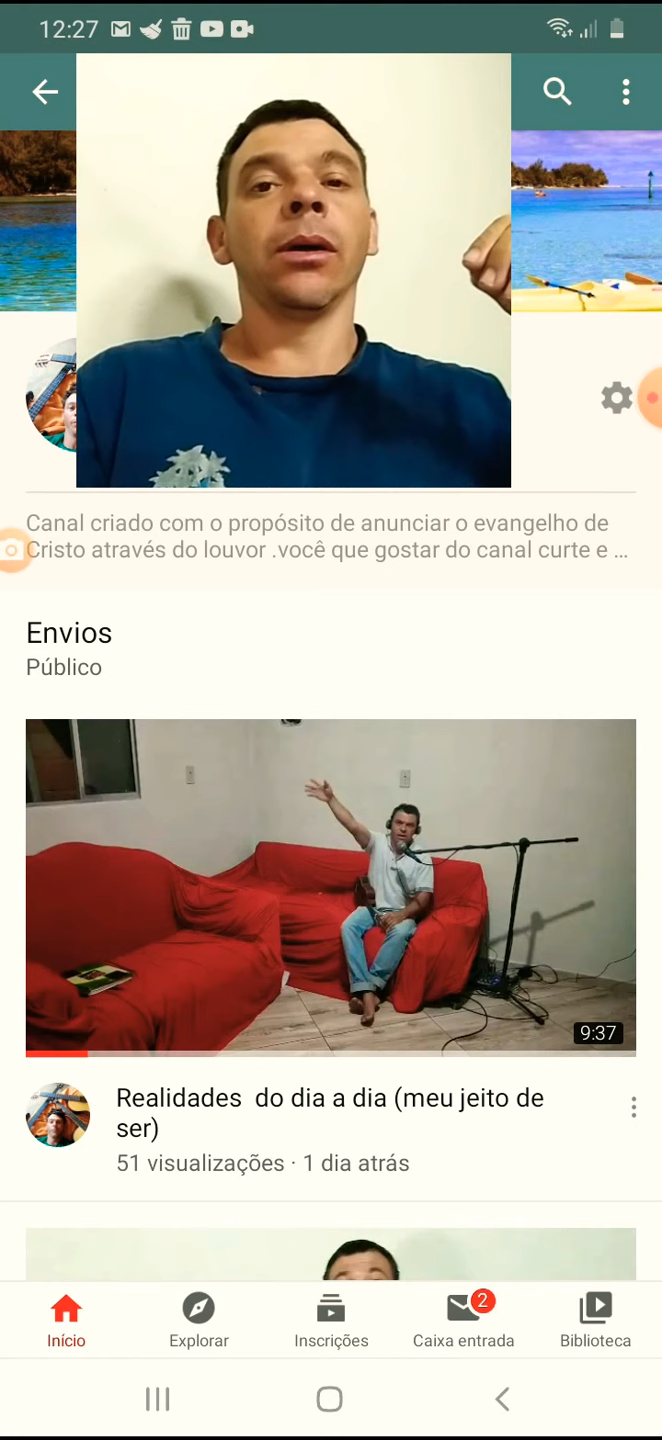 12:27
Canal criado com o propósito de anunciar o evangelho de
Cristo através do louvor .você que gostar do canal curte e ...
Envios
Público
9:37
Realidades do dia a dia (meu jeito de
ser)
51 visualizações · 1 dia atrás
2
Início
Explorar
Inscrições
Caixa entrada
Biblioteca